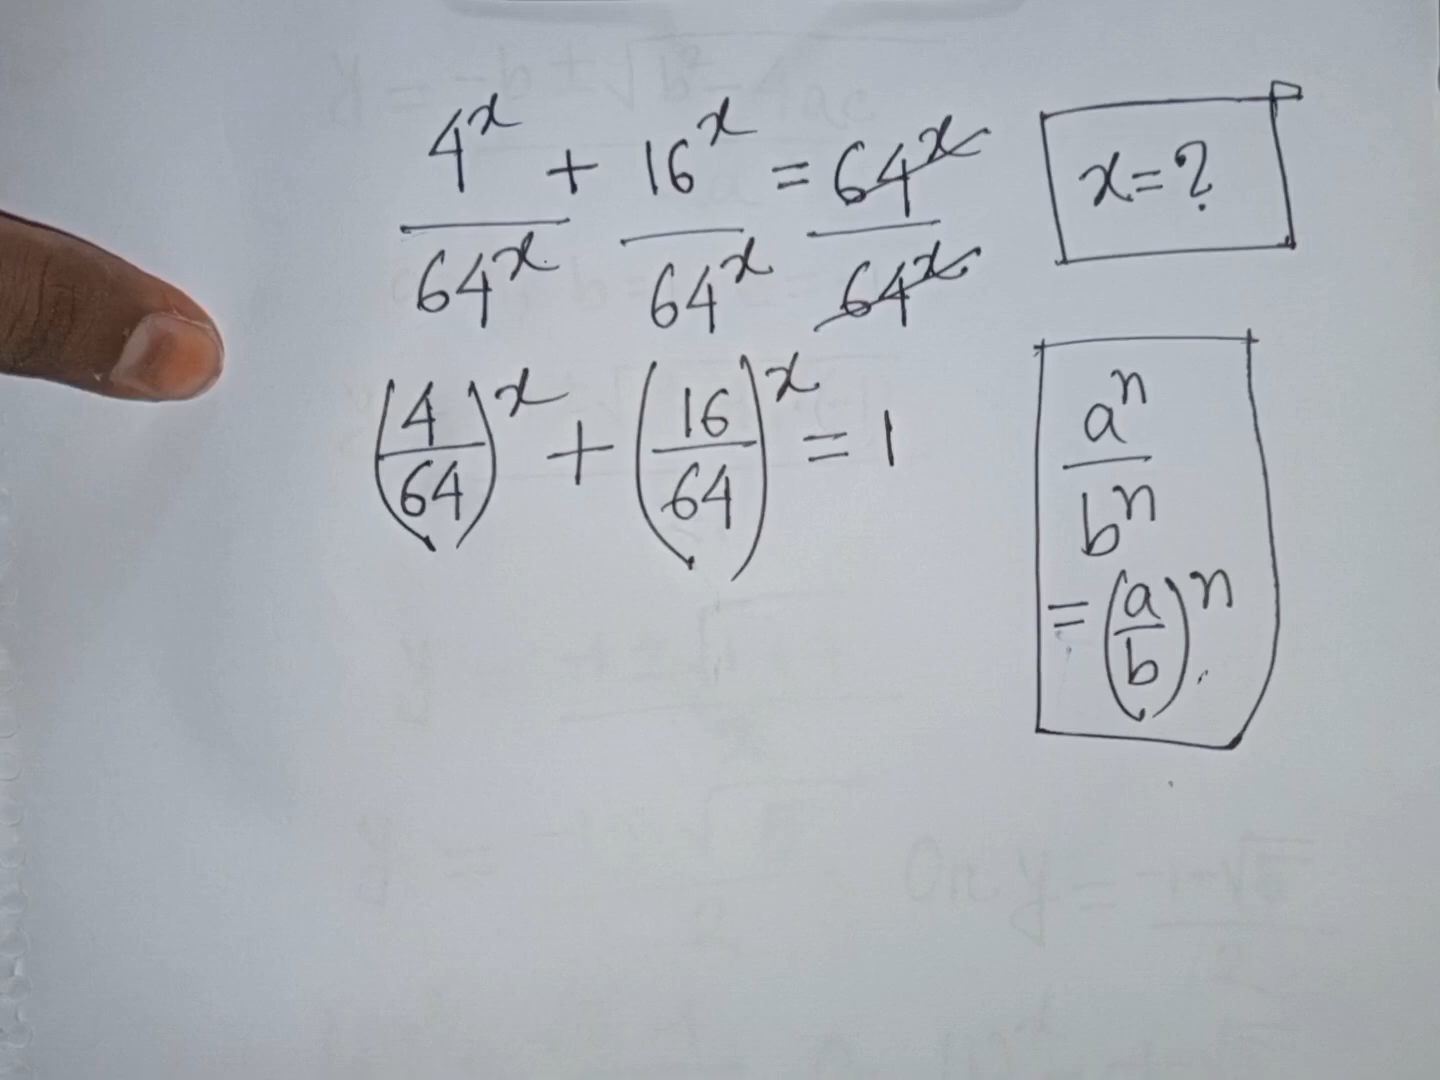 4^x/64^x + 16^x/64^x = 64^x/64^x
x=?
(4/64)^x + (16/64)^x = 1
a^n/b^n
= (a/b)^n.